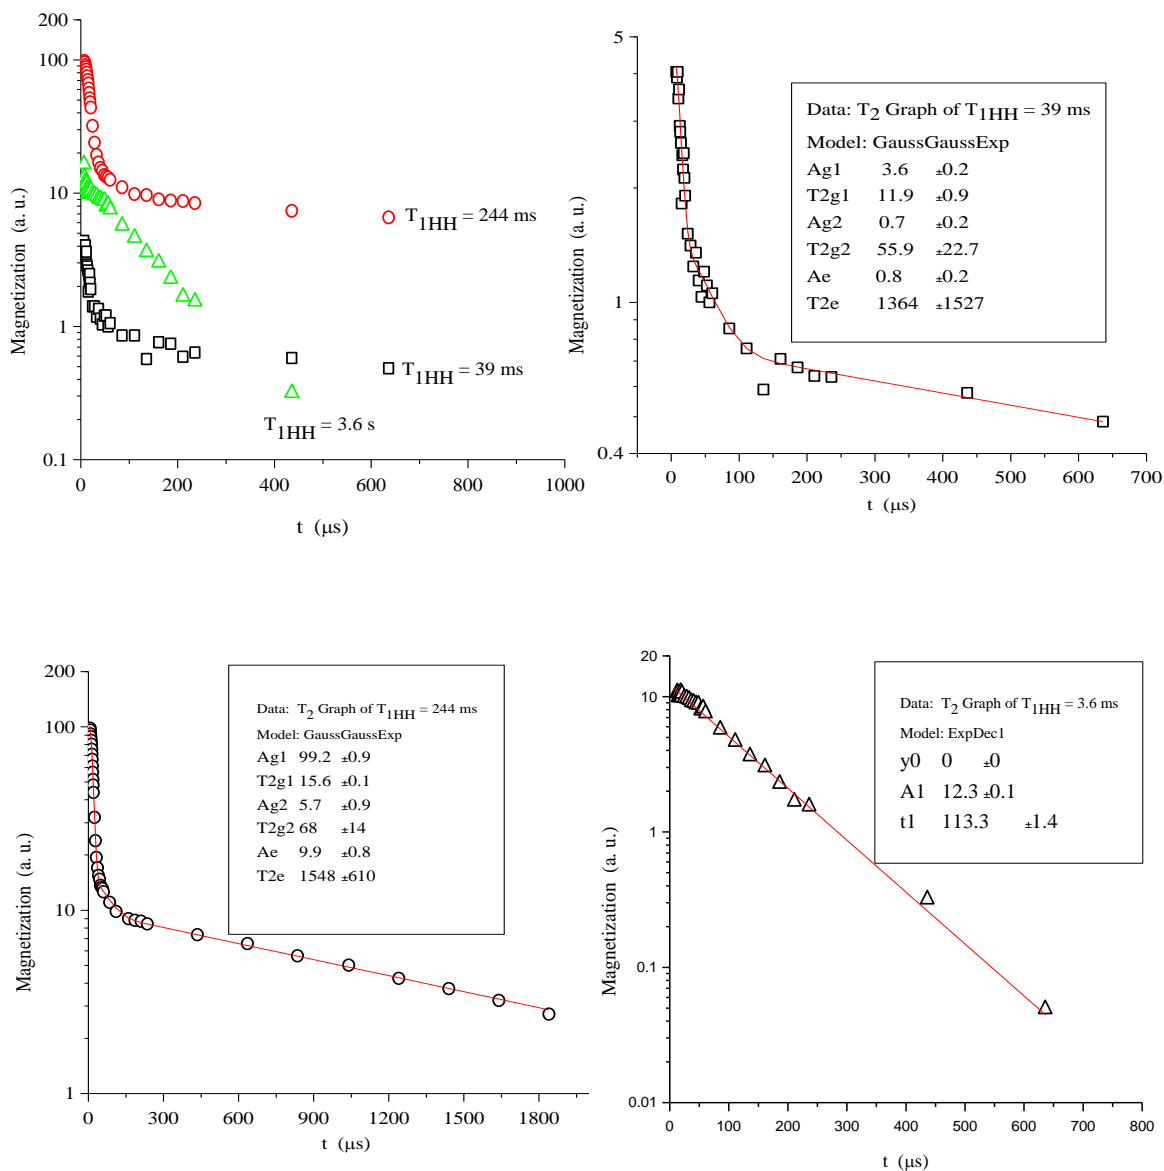 100
10
1
0.1
Magnetization (a. u.)
0
200
400
600
800
1000
t (μs)
T1HH = 244 ms
T1HH = 39 ms
T1HH = 3.6 s
5
1
0.4
Magnetization (a. u.)
0
100
200
300
400
500
600
700
t (μs)
Data: T2 Graph of T1HH = 39 ms
Model: GaussGaussExp
Ag1 3.6 ±0.2
T2g1 11.9 ±0.9
Ag2 0.7 ±0.2
T2g2 55.9 ±22.7
Ae 0.8 ±0.2
T2e 1364 ±1527
200
100
10
1
Magnetization (a. u.)
0
300
600
900
1200
1500
1800
t (μs)
Data: T2 Graph of T1HH = 244 ms
Model: GaussGaussExp
Ag1 99.2 ±0.9
T2g1 15.6 ±0.1
Ag2 5.7 ±0.9
T2g2 68 ±14
Ae 9.9 ±0.8
T2e 1548 ±610
20
10
1
0.1
0.01
Magnetization (a. u.)
0
100
200
300
400
500
600
700
800
t (μs)
Data: T2 Graph of T1HH = 3.6 ms
Model: ExpDec1
y0 0 ±0
A1 12.3 ±0.1
t1 113.3 ±1.4